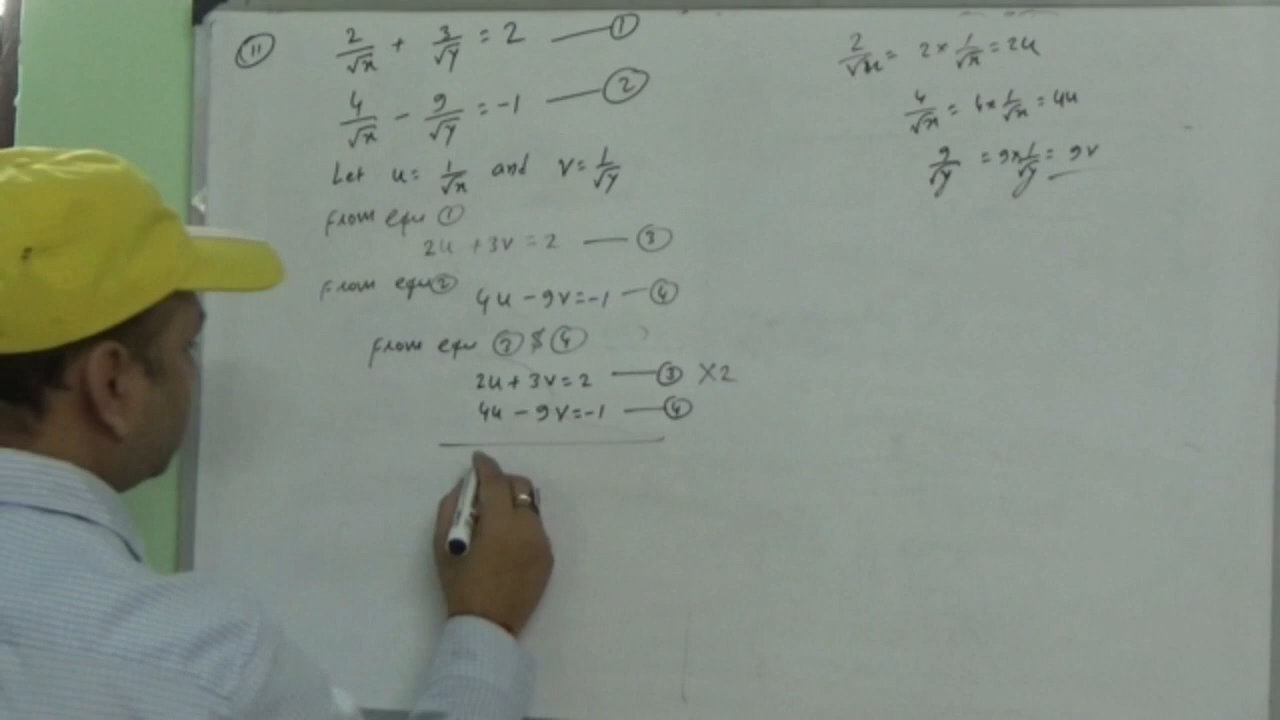 (11) 2/√x + 3/√y = 2 —— (1)
4/√x − 9/√y = −1 —— (2)
Let u = 1/√x and v = 1/√y
From equ (1)
2u + 3v = 2 —— (3)
From equ (2)
4u − 9v = −1 — (4)
From equ (3) & (4)
2u + 3v = 2 —— (3) ×2
4u − 9v = −1 —— (4)
2/√x = 2 × 1/√x = 2u
4/√x = 4 × 1/√x = 4u
9/√y = 9 × 1/√y = 9v